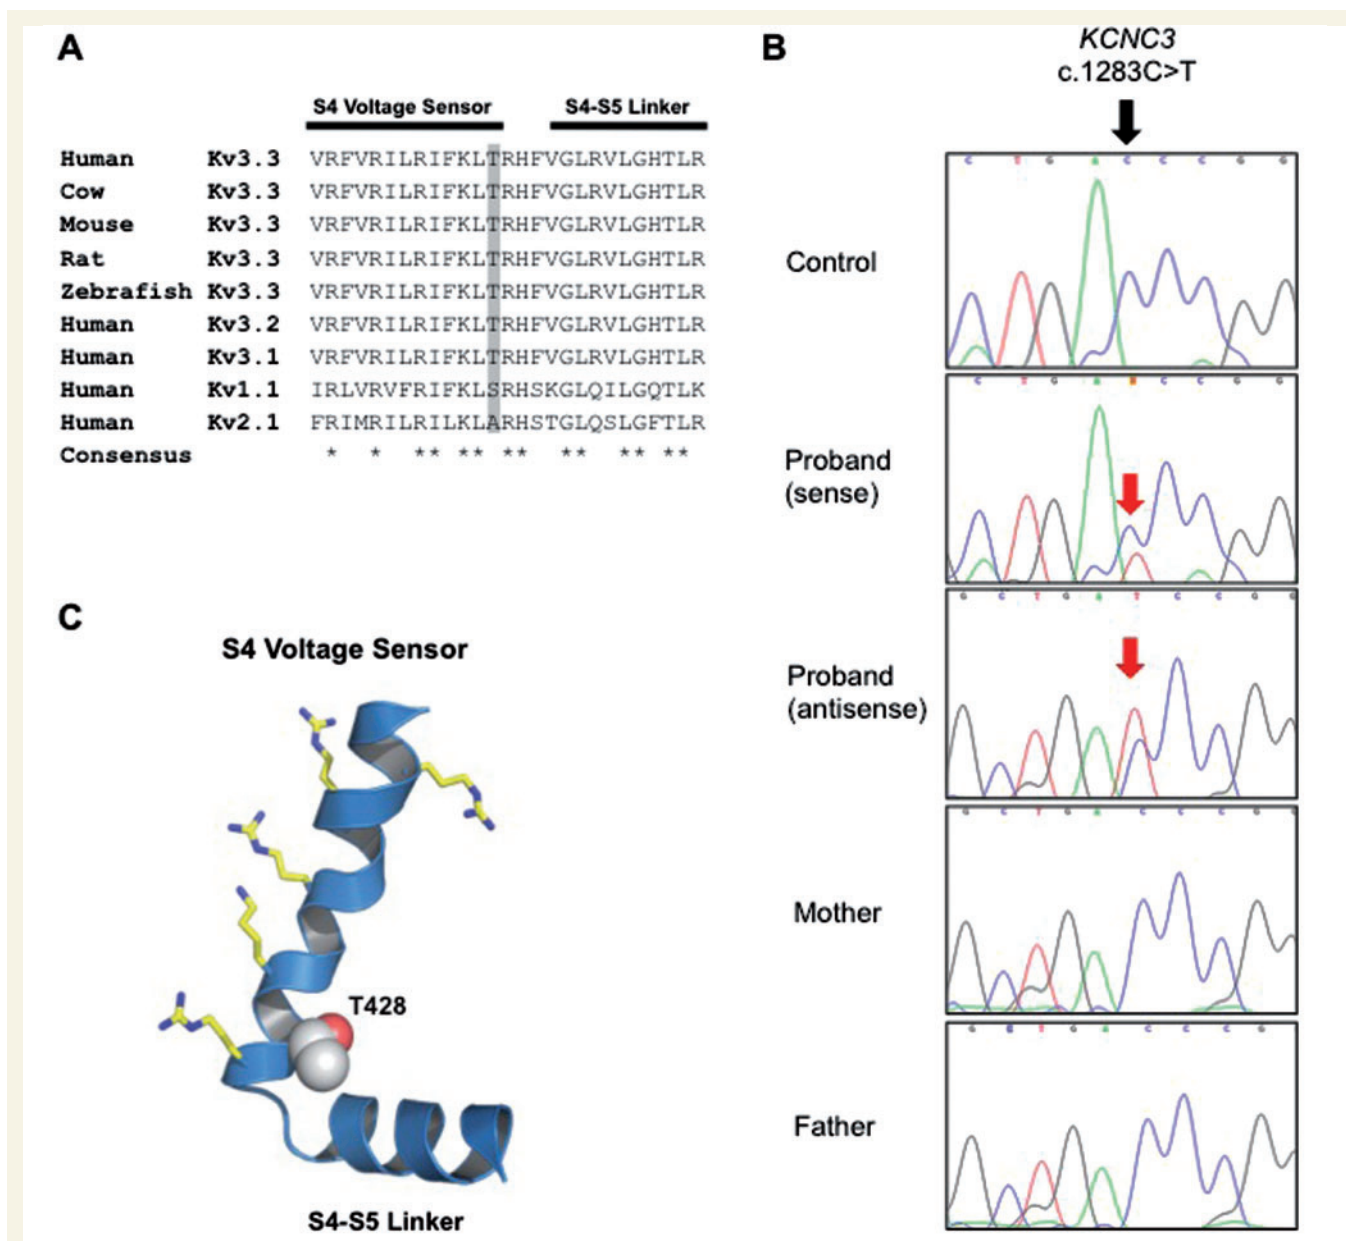 A
S4 Voltage Sensor S4-S5 Linker
Human Kv3.3 VRFVRILRIFKLTRHFVGLRVLGHTLR
Cow Kv3.3 VRFVRILRIFKLTRHFVGLRVLGHTLR
Mouse Kv3.3 VRFVRILRIFKLTRHFVGLRVLGHTLR
Rat Kv3.3 VRFVRILRIFKLTRHFVGLRVLGHTLR
Zebrafish Kv3.3 VRFVRILRIFKLTRHFVGLRVLGHTLR
Human Kv3.2 VRFVRILRIFKLTRHFVGLRVLGHTLR
Human Kv3.1 VRFVRILRIFKLTRHFVGLRVLGHTLR
Human Kv1.1 IRLVRVFRIFKLSRHSKGLQILGQTLK
Human Kv2.1 FRIMRILRILKLARHSTGLQSLGFTLR
Consensus * * ** ** ** ** ** **
B
KCNC3
c.1283C>T
C T G A C C C G G
Control
C T G A C C G G
Proband
(sense)
G C T G A T C C G G
Proband
(antisense)
G C T G A C C C G G
Mother
G T G A C C C G
Father
C
S4 Voltage Sensor
T428
S4-S5 Linker